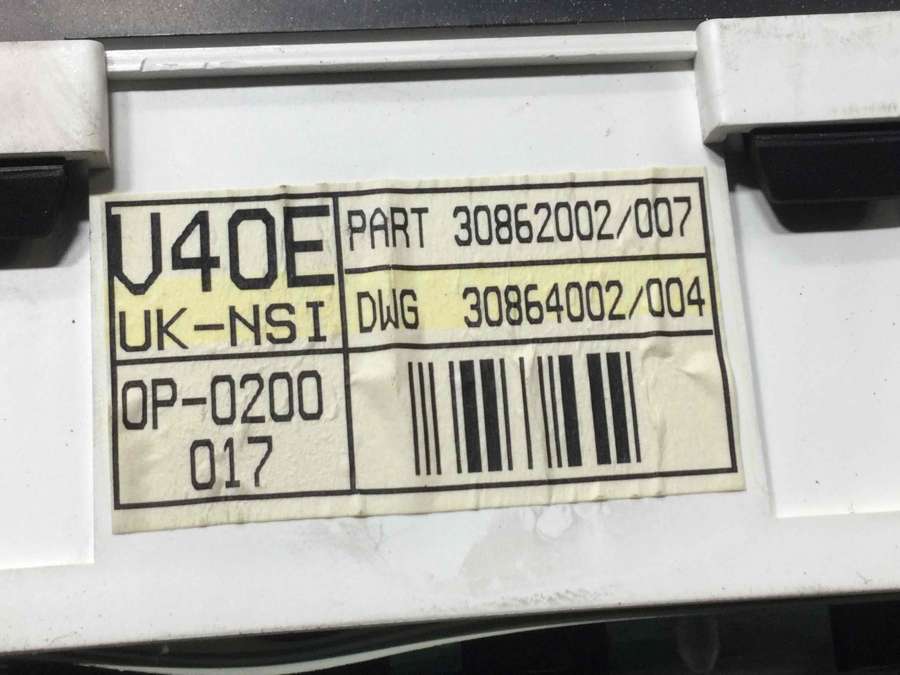 V40E
UK-NSI
PART 30862002/007
DWG 30864002/004
OP-0200
017